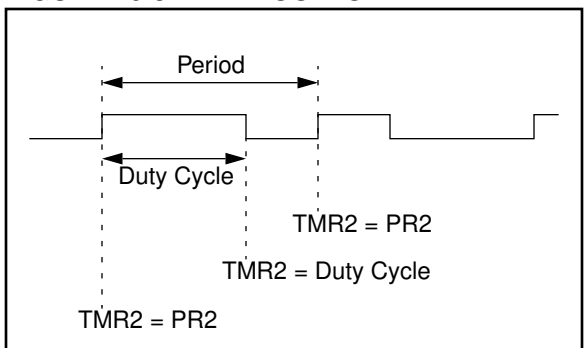 Period
Duty Cycle
TMR2 = PR2
TMR2 = Duty Cycle
TMR2 = PR2